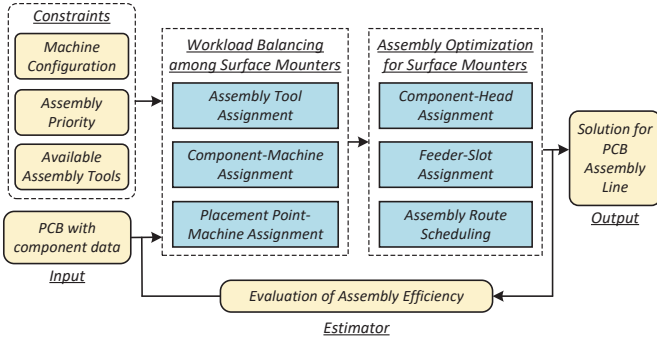 Constraints
Machine
Configuration
Assembly
Priority
Available
Assembly Tools
PCB with
component data
Input
Workload Balancing
among Surface Mounters
Assembly Tool
Assignment
Component-Machine
Assignment
Placement Point-
Machine Assignment
Assembly Optimization
for Surface Mounters
Component-Head
Assignment
Feeder-Slot
Assignment
Assembly Route
Scheduling
Solution for
PCB
Assembly
Line
Output
Evaluation of Assembly Efficiency
Estimator